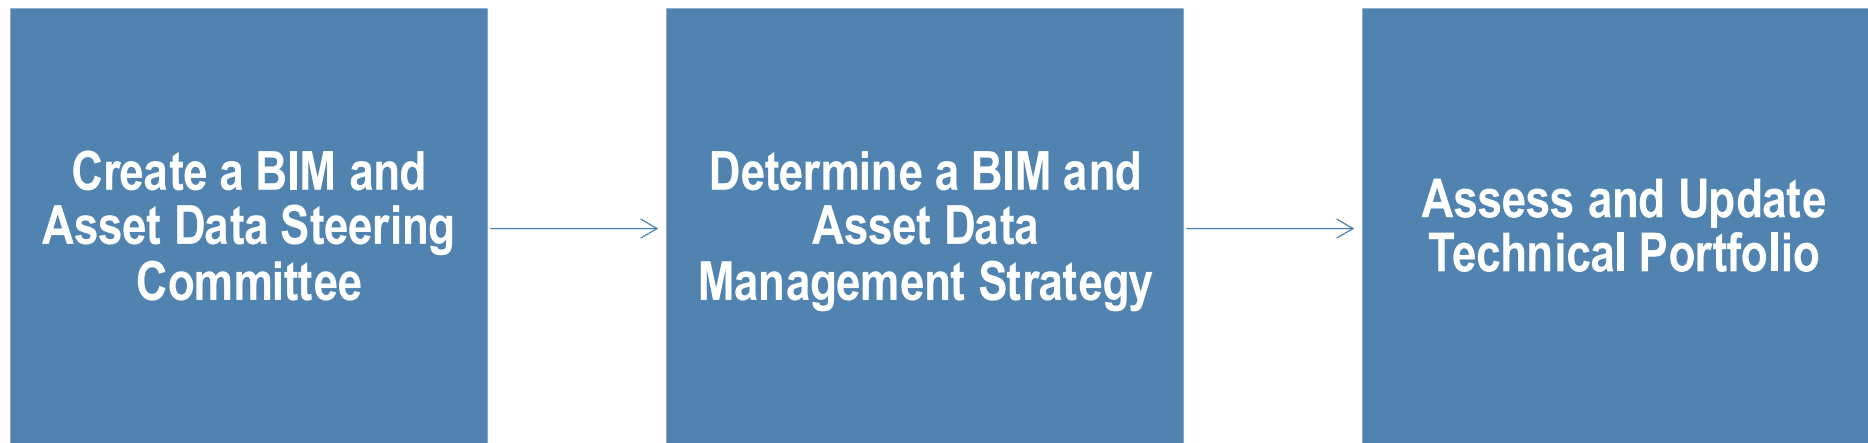 Create a BIM and
Asset Data Steering
Committee
Determine a BIM and
Asset Data
Management Strategy
Assess and Update
Technical Portfolio